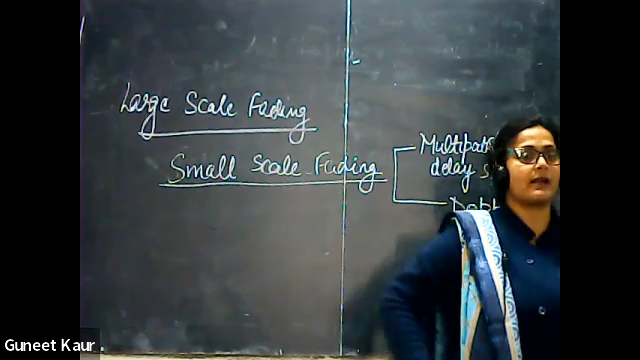 Large Scale Fading
Small Scale Fading
Multipath
delay
Guneet Kaur